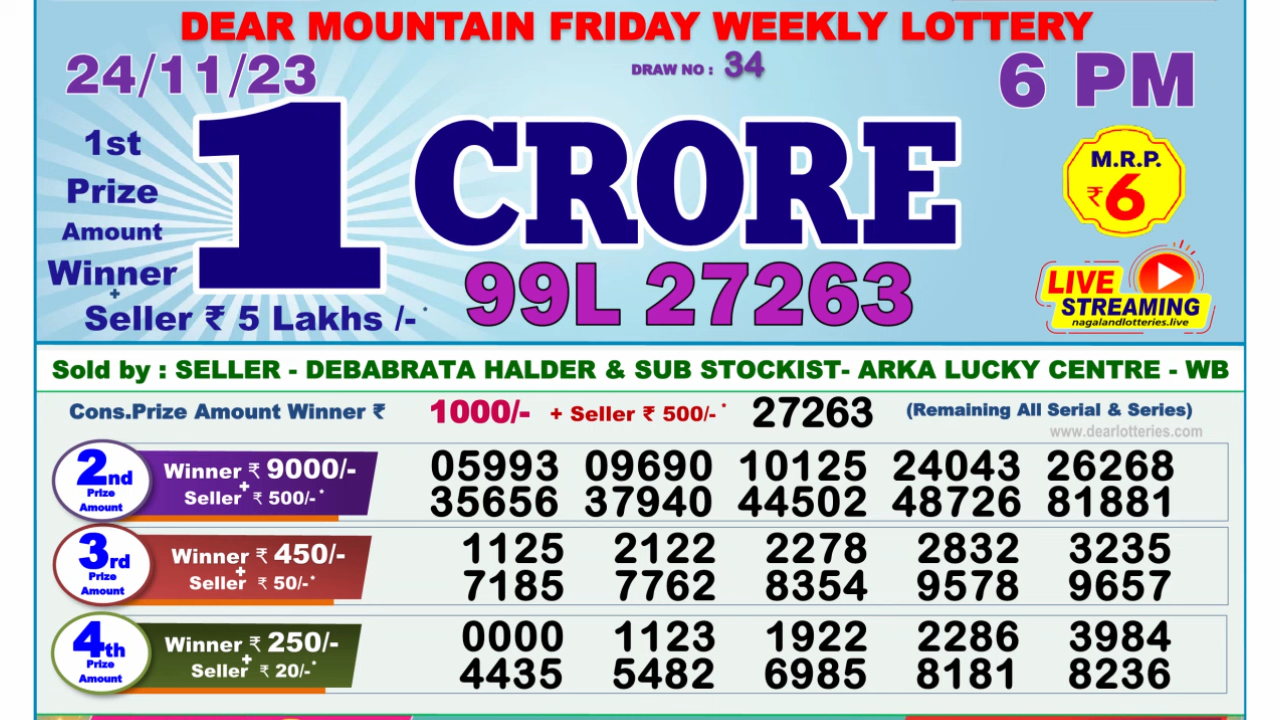 DEAR MOUNTAIN FRIDAY WEEKLY LOTTERY
24/11/23
DRAW NO : 34
6 PM
1st
Prize
Amount
Winner
+
Seller ₹ 5 Lakhs /-*
1 CRORE
99L 27263
M.R.P.
₹6
LIVE
STREAMING
nagalandlotteries.live
Sold by : SELLER - DEBABRATA HALDER & SUB STOCKIST- ARKA LUCKY CENTRE - WB
Cons.Prize Amount Winner ₹ 1000/- + Seller ₹ 500/-* 27263 (Remaining All Serial & Series)
www.dearlotteries.com
2nd
Prize
Amount
Winner ₹ 9000/-
+
Seller ₹ 500/-*
05993 09690 10125 24043 26268
35656 37940 44502 48726 81881
3rd
Prize
Amount
Winner ₹ 450/-
+
Seller ₹ 50/-*
1125 2122 2278 2832 3235
7185 7762 8354 9578 9657
4th
Prize
Amount
Winner ₹ 250/-
+
Seller ₹ 20/-*
0000 1123 1922 2286 3984
4435 5482 6985 8181 8236